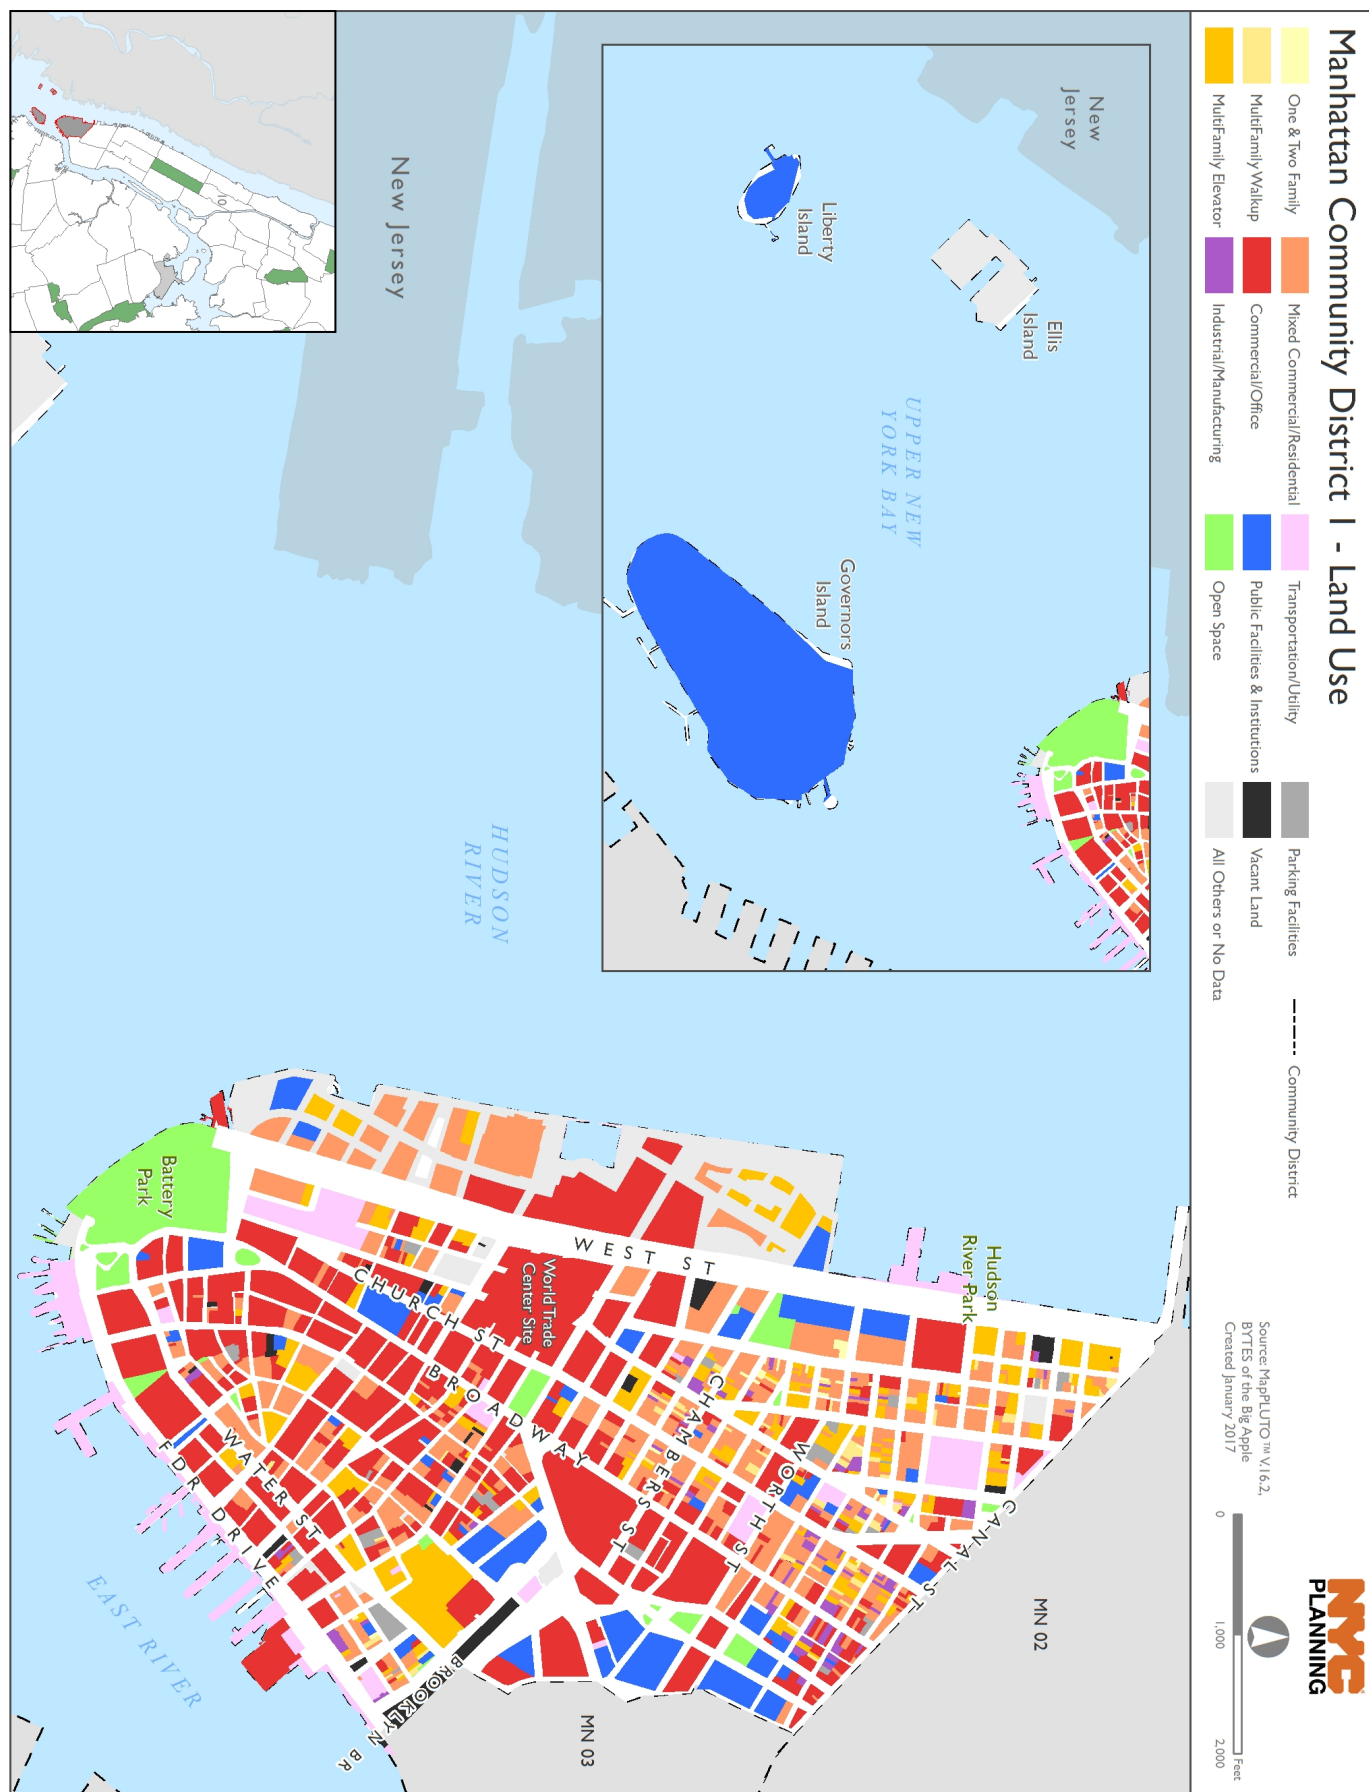 Manhattan Community District 1 - Land Use
One & Two Family
MultiFamily Walkup
MultiFamily Elevator
Mixed Commercial/Residential
Commercial/Office
Industrial/Manufacturing
Transportation/Utility
Public Facilities & Institutions
Open Space
Parking Facilities
Vacant Land
All Others or No Data
Community District
Source: MapPLUTO™ V.16.2,
BYTES of the Big Apple
Created January 2017
0
1,000
2,000
Feet
NYC
PLANNING
New
Jersey
Liberty
Island
Ellis
Island
UPPER NEW
YORK BAY
Governors
Island
New Jersey
HUDSON
RIVER
Hudson
River Park
WEST ST
World Trade
Center Site
CHURCH ST
BROADWAY
CHAMBERS ST
WORTH ST
CANAL ST
Battery
Park
WATER ST
FDR DRIVE
BROOKLYN BR
EAST RIVER
MN 02
MN 03